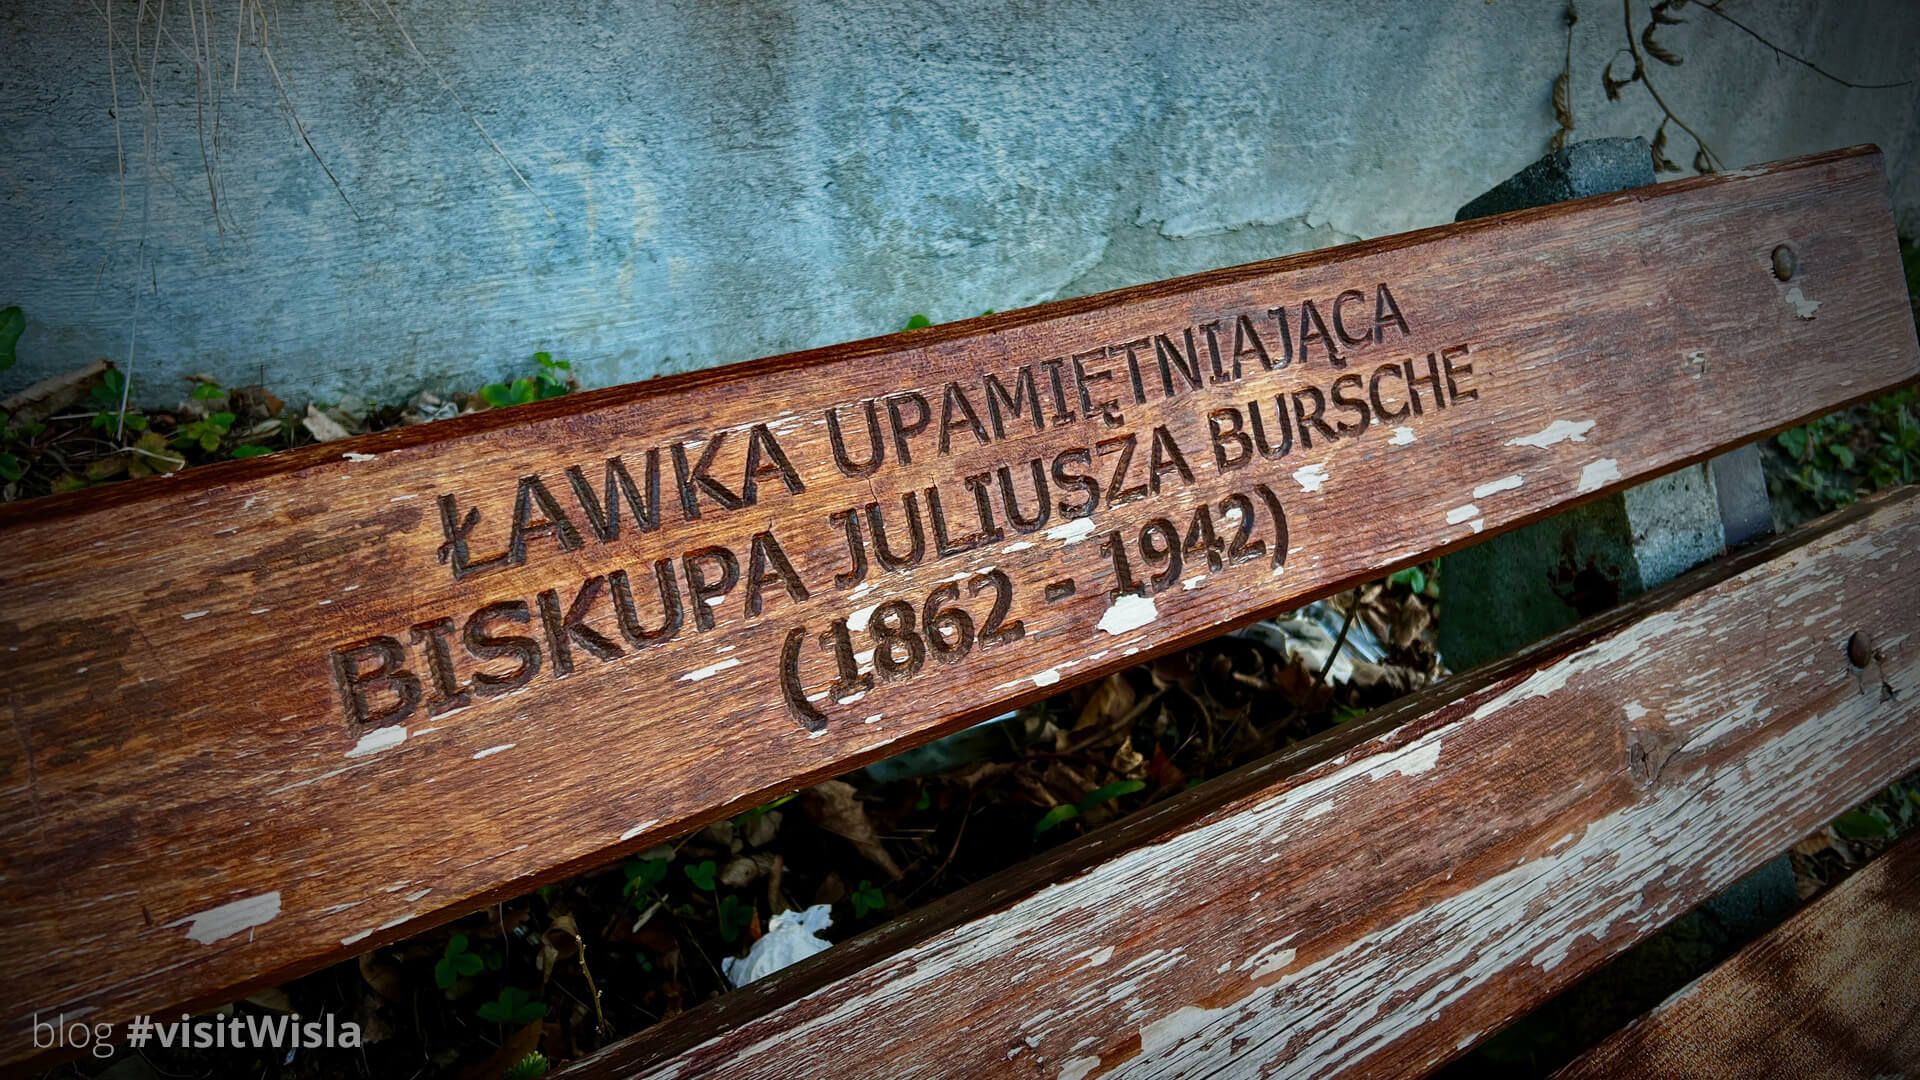 ŁAWKA UPAMIĘTNIAJĄCA
BISKUPA JULIUSZA BURSCHE
(1862 - 1942)
blog #visitWisla